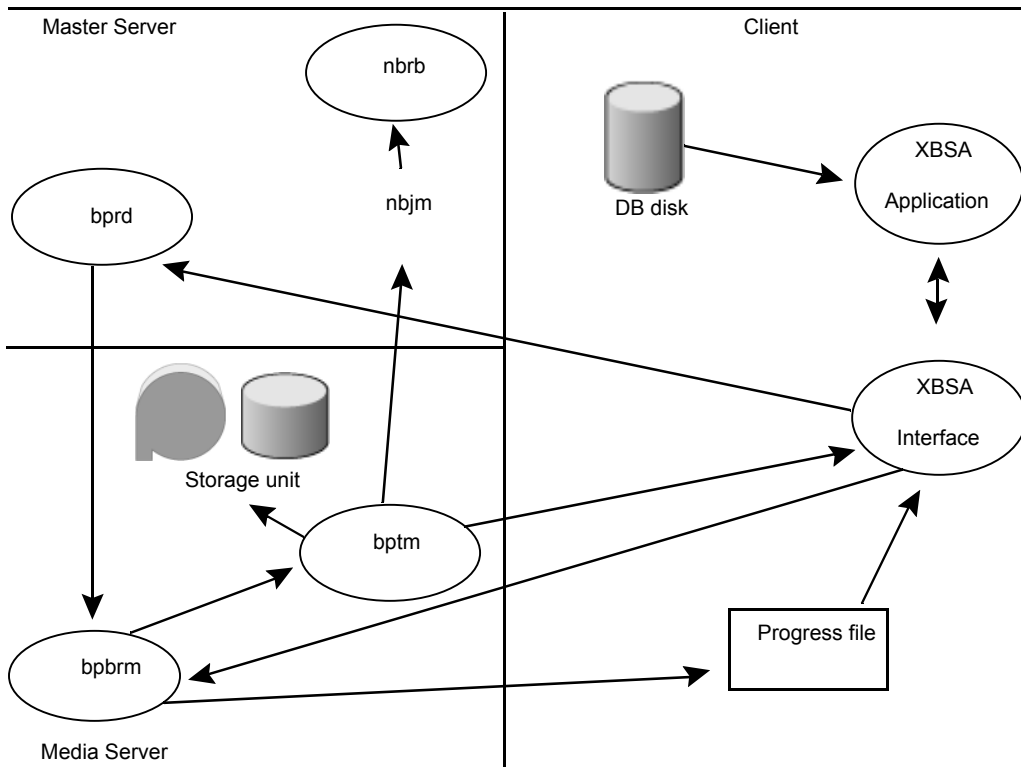 Master Server
Client
nbrb
XBSA
Application
nbjm
DB disk
bprd
XBSA
Interface
Storage unit
bptm
Progress file
bpbrm
Media Server